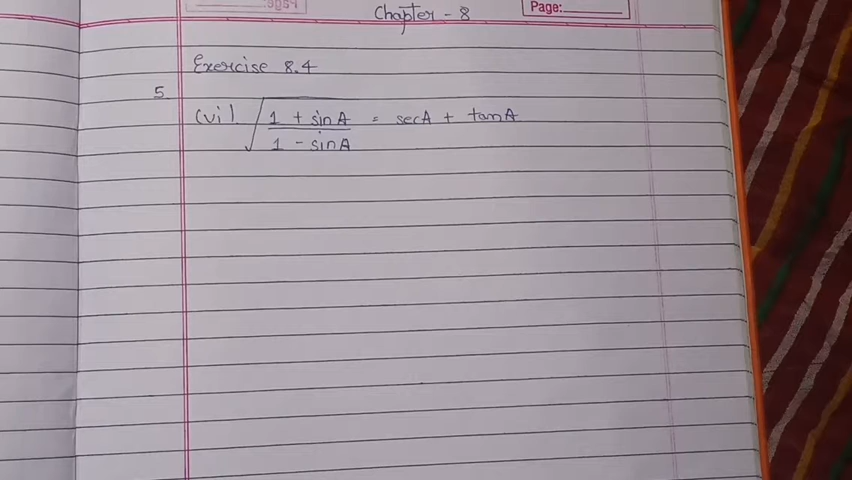 Chapter - 8
Page:
Exercise 8.4
5
(vi) √((1 + sinA)/(1 - sinA)) = secA + tanA